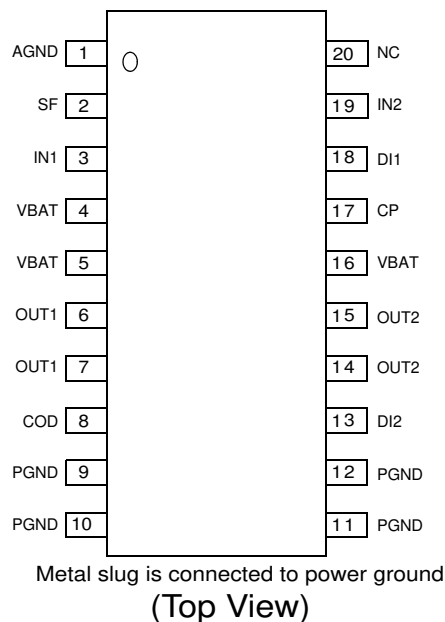 AGND 1 20 NC
SF 2 19 IN2
IN1 3 18 DI1
VBAT 4 17 CP
VBAT 5 16 VBAT
OUT1 6 15 OUT2
OUT1 7 14 OUT2
COD 8 13 DI2
PGND 9 12 PGND
PGND 10 11 PGND
Metal slug is connected to power ground
(Top View)